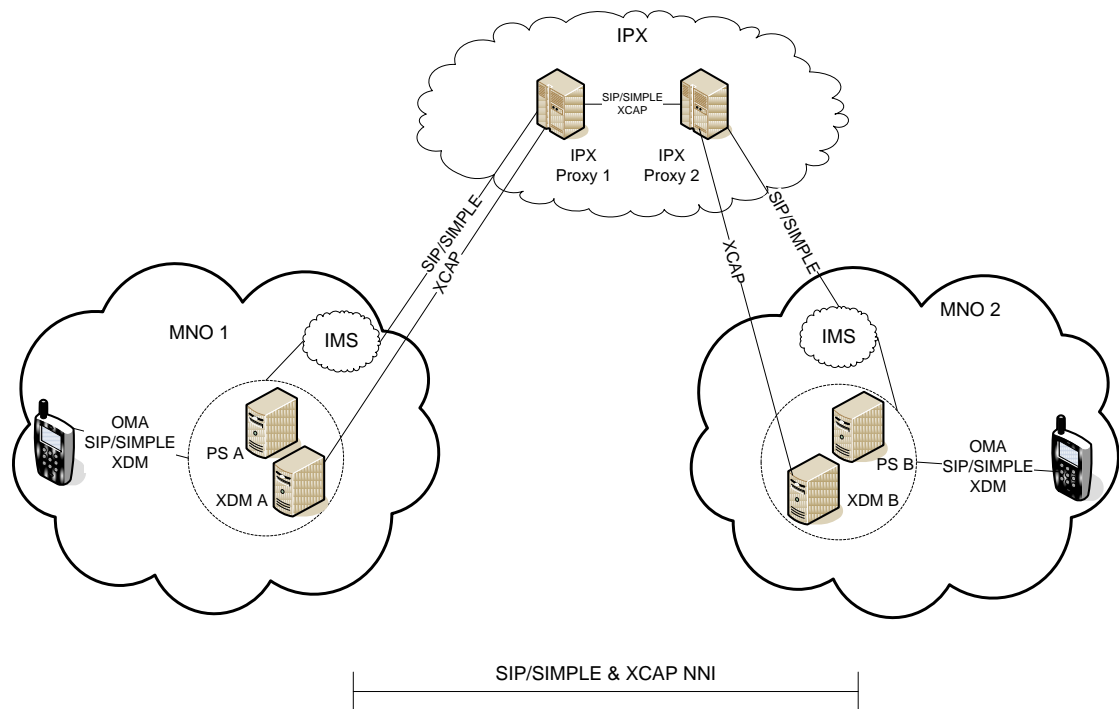 IPX
SIP/SIMPLE
XCAP
IPX
Proxy 1
IPX
Proxy 2
SIP/SIMPLE
XCAP
XCAP
SIP/SIMPLE
MNO 1
IMS
OMA
SIP/SIMPLE
XDM
PS A
XDM A
MNO 2
IMS
PS B
XDM B
OMA
SIP/SIMPLE
XDM
SIP/SIMPLE & XCAP NNI